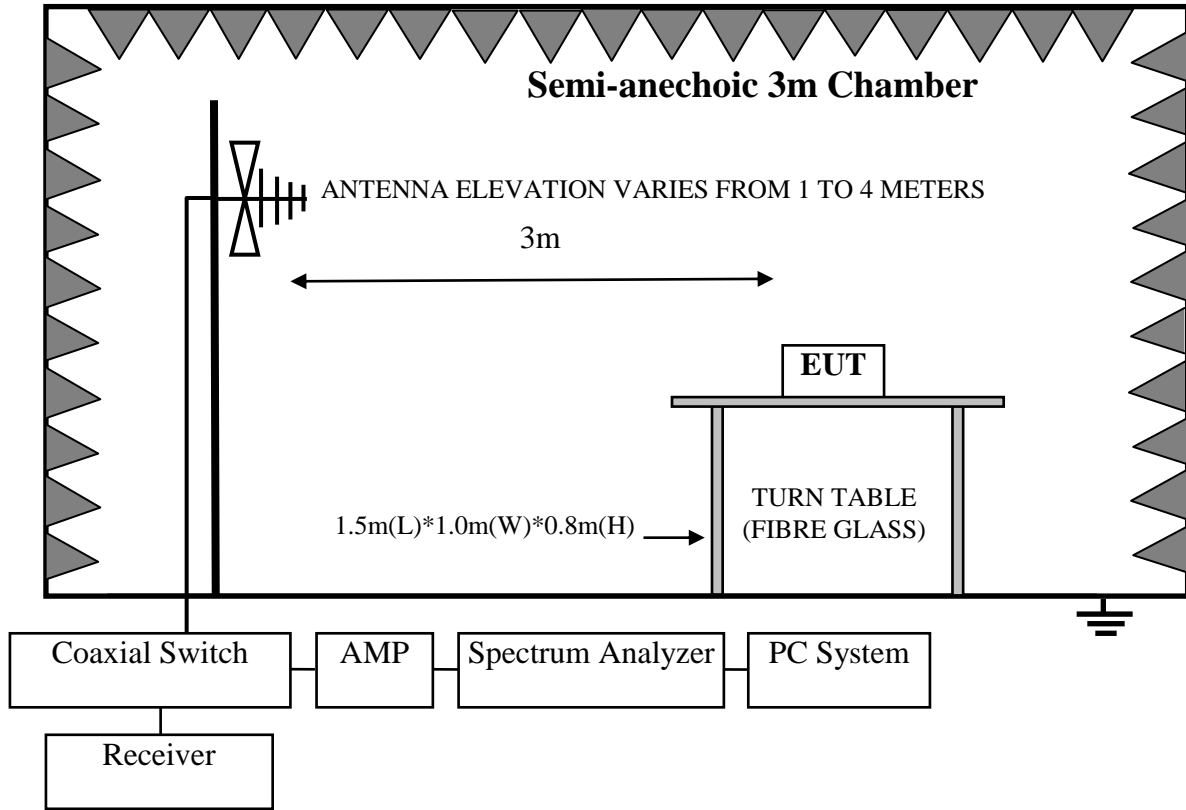 Semi-anechoic 3m Chamber
ANTENNA ELEVATION VARIES FROM 1 TO 4 METERS
3m
EUT
TURN TABLE
(FIBRE GLASS)
1.5m(L)*1.0m(W)*0.8m(H)
Coaxial Switch
AMP
Spectrum Analyzer
PC System
Receiver